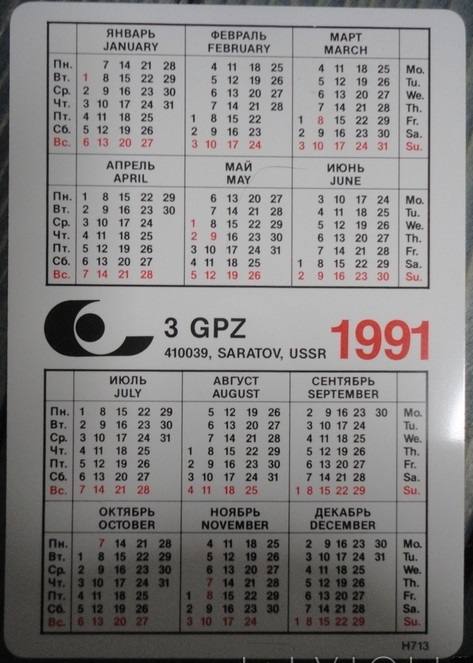 ЯНВАРЬ ФЕВРАЛЬ МАРТ
JANUARY FEBRUARY MARCH
Пн. 7 14 21 28 4 11 18 25 4 11 18 25 Mo.
Вт. 1 8 15 22 29 5 12 19 26 5 12 19 26 Tu.
Ср. 2 9 16 23 30 6 13 20 27 6 13 20 27 We.
Чт. 3 10 17 24 31 7 14 21 28 7 14 21 28 Th.
Пт. 4 11 18 25 1 8 15 22 1 8 15 22 29 Fr.
Сб. 5 12 19 26 2 9 16 23 2 9 16 23 30 Sa.
Вс. 6 13 20 27 3 10 17 24 3 10 17 24 31 Su.
АПРЕЛЬ МАЙ ИЮНЬ
APRIL MAY JUNE
Пн. 1 8 15 22 29 6 13 20 27 3 10 17 24 Mo.
Вт. 2 9 16 23 30 7 14 21 28 4 11 18 25 Tu.
Ср. 3 10 17 24 1 8 15 22 29 5 12 19 26 We.
Чт. 4 11 18 25 2 9 16 23 30 6 13 20 27 Th.
Пт. 5 12 19 26 3 10 17 24 31 7 14 21 28 Fr.
Сб. 6 13 20 27 4 11 18 25 1 8 15 22 29 Sa.
Вс. 7 14 21 28 5 12 19 26 2 9 16 23 30 Su.
3 GPZ 1991
410039, SARATOV, USSR
ИЮЛЬ АВГУСТ СЕНТЯБРЬ
JULY AUGUST SEPTEMBER
Пн. 1 8 15 22 29 5 12 19 26 2 9 16 23 30 Mo.
Вт. 2 9 16 23 30 6 13 20 27 3 10 17 24 Tu.
Ср. 3 10 17 24 31 7 14 21 28 4 11 18 25 We.
Чт. 4 11 18 25 1 8 15 22 29 5 12 19 26 Th.
Пт. 5 12 19 26 2 9 16 23 30 6 13 20 27 Fr.
Сб. 6 13 20 27 3 10 17 24 31 7 14 21 28 Sa.
Вс. 7 14 21 28 4 11 18 25 1 8 15 22 29 Su.
ОКТЯБРЬ НОЯБРЬ ДЕКАБРЬ
OCTOBER NOVEMBER DECEMBER
Пн. 7 14 21 28 4 11 18 25 2 9 16 23 30 Mo.
Вт. 1 8 15 22 29 5 12 19 26 3 10 17 24 31 Tu.
Ср. 2 9 16 23 30 6 13 20 27 4 11 18 25 We.
Чт. 3 10 17 24 31 7 14 21 28 5 12 19 26 Th.
Пт. 4 11 18 25 1 8 15 22 29 6 13 20 27 Fr.
Сб. 5 12 19 26 2 9 16 23 30 7 14 21 28 Sa.
Вс. 6 13 20 27 3 10 17 24 1 8 15 22 29 Su.
H713